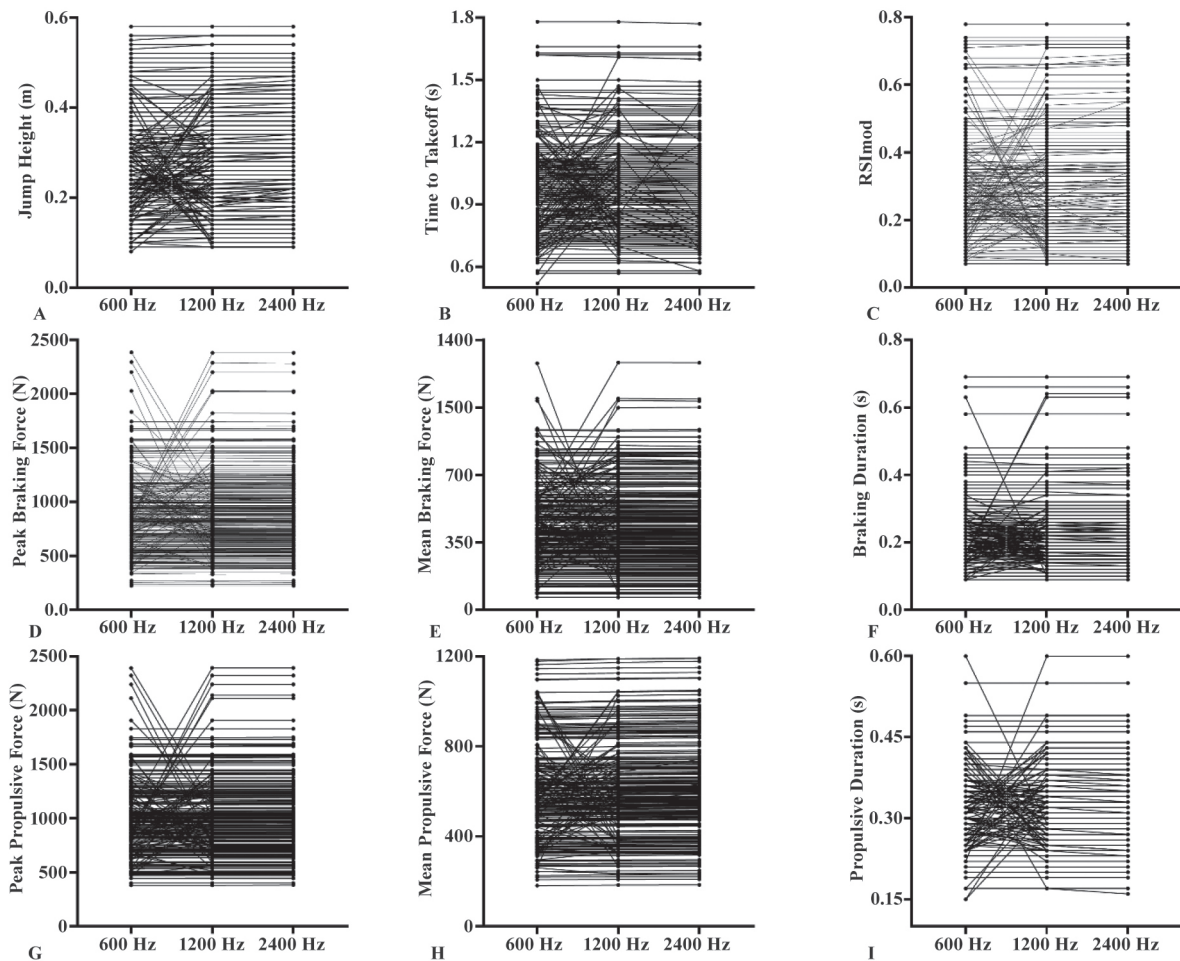 Jump Height (m)
0.6
0.4
0.2
0.0
600 Hz 1200 Hz 2400 Hz
A
Time to Takeoff (s)
1.8
1.5
1.2
0.9
0.6
600 Hz 1200 Hz 2400 Hz
B
RSImod
0.8
0.6
0.4
0.2
0.0
600 Hz 1200 Hz 2400 Hz
C
Peak Braking Force (N)
2500
2000
1500
1000
500
0.0
600 Hz 1200 Hz 2400 Hz
D
Mean Braking Force (N)
1400
1500
700
350
0
600 Hz 1200 Hz 2400 Hz
E
Braking Duration (s)
0.8
0.6
0.4
0.2
0.0
600 Hz 1200 Hz 2400 Hz
F
Peak Propulsive Force (N)
2500
2000
1500
1000
500
0
600 Hz 1200 Hz 2400 Hz
G
Mean Propulsive Force (N)
1200
800
400
0
600 Hz 1200 Hz 2400 Hz
H
Propulsive Duration (s)
0.60
0.45
0.30
0.15
600 Hz 1200 Hz 2400 Hz
I